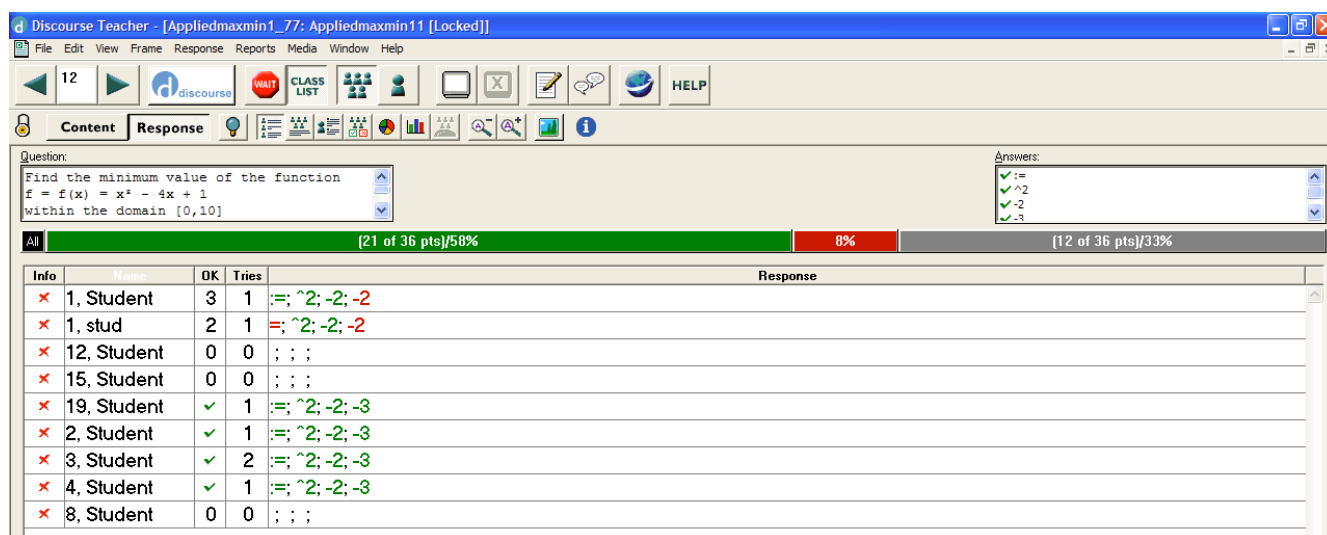 Discourse Teacher - [Appliedmaxmin1_77: Appliedmaxmin11 [Locked]]
File Edit View Frame Response Reports Media Window Help
12 discourse WAIT CLASS LIST HELP
Content Response
Question:
Find the minimum value of the function
f = f(x) = x² - 4x + 1
within the domain [0,10]
Answers:
:=
^2
-2
-3
All (21 of 36 pts)/58% 8% (12 of 36 pts)/33%
Info Name OK Tries Response
1, Student 3 1 :=; ^2; -2; -2
1, stud 2 1 =; ^2; -2; -2
12, Student 0 0 ; ; ;
15, Student 0 0 ; ; ;
19, Student 1 :=; ^2; -2; -3
2, Student 1 :=; ^2; -2; -3
3, Student 2 :=; ^2; -2; -3
4, Student 1 :=; ^2; -2; -3
8, Student 0 0 ; ; ;